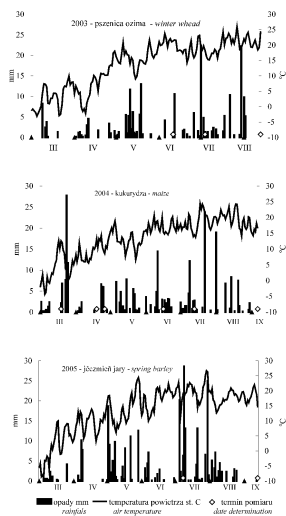 2003 - pszenica ozima - winter whead
30 25
25 20
20 15
15 10
10 5
5 0
0 -5
-10
mm
°C
III IV V VI VII VIII
2004 - kukurydza - maize
30 30
25 25
20 20
15 15
10 10
5 5
0 0
-5
-10
mm
°C
III IV V VI VII VIII IX
2005 - jęczmień jary - spring barley
30 30
25 25
20 20
15 15
10 10
5 5
0 0
-5
-10
mm
°C
III IV V VI VII VIII IX
opady mm temperatura powietrza st. C termin pomiaru
rainfals air temperature date determination